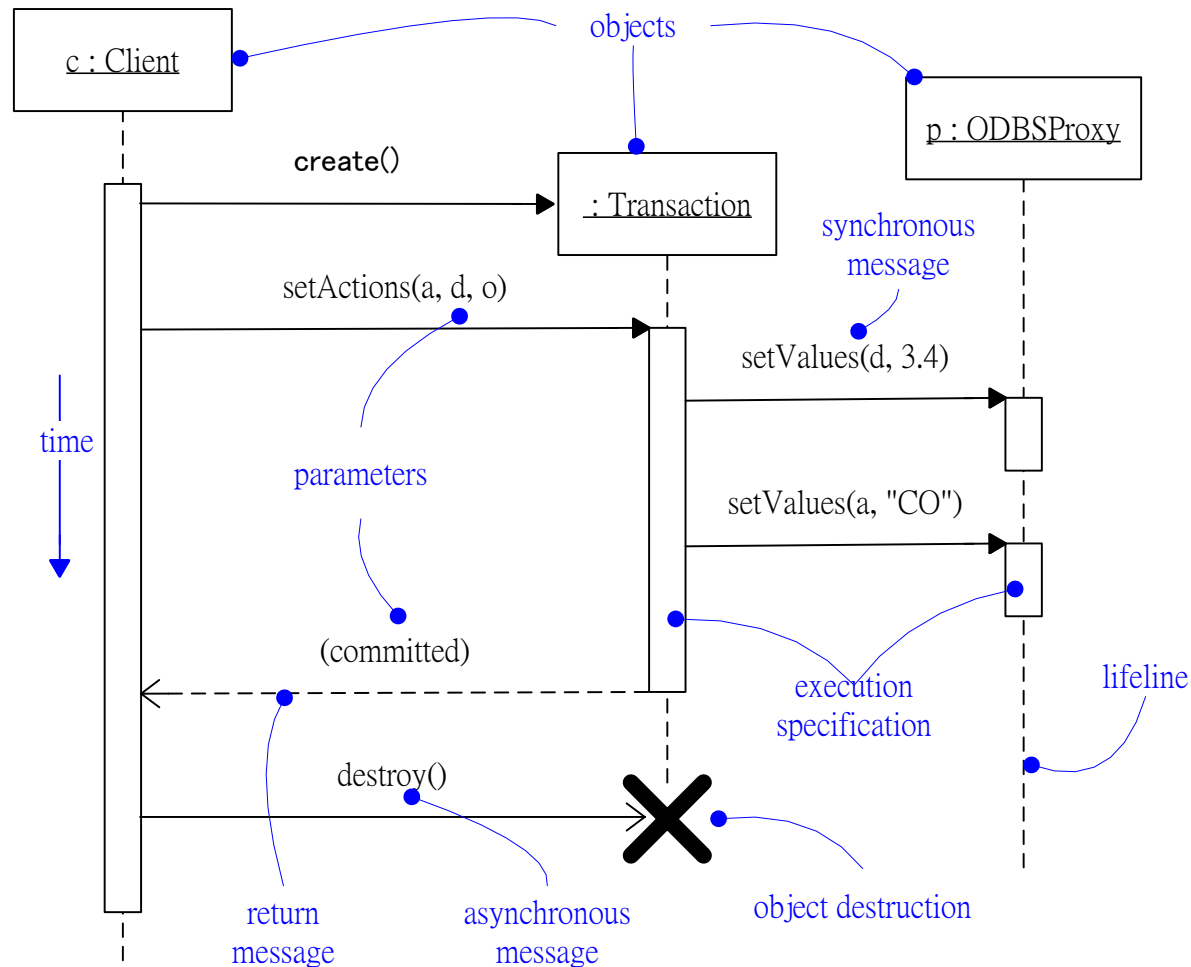 objects
c : Client
p : ODBSProxy
create()
: Transaction
synchronous
message
setActions(a, d, o)
setValues(d, 3.4)
time
parameters
setValues(a, "CO")
(committed)
execution
specification
lifeline
destroy()
return
message
asynchronous
message
object destruction